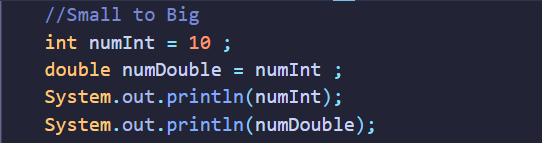 //Small to Big
int numInt = 10 ;
double numDouble = numInt ;
System.out.println(numInt);
System.out.println(numDouble);